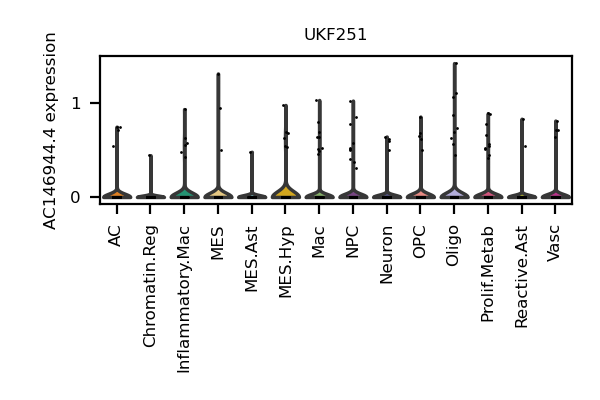 UKF251
AC146944.4 expression
1
0
AC
Chromatin.Reg
Inflammatory.Mac
MES
MES.Ast
MES.Hyp
Mac
NPC
Neuron
OPC
Oligo
Prolif.Metab
Reactive.Ast
Vasc